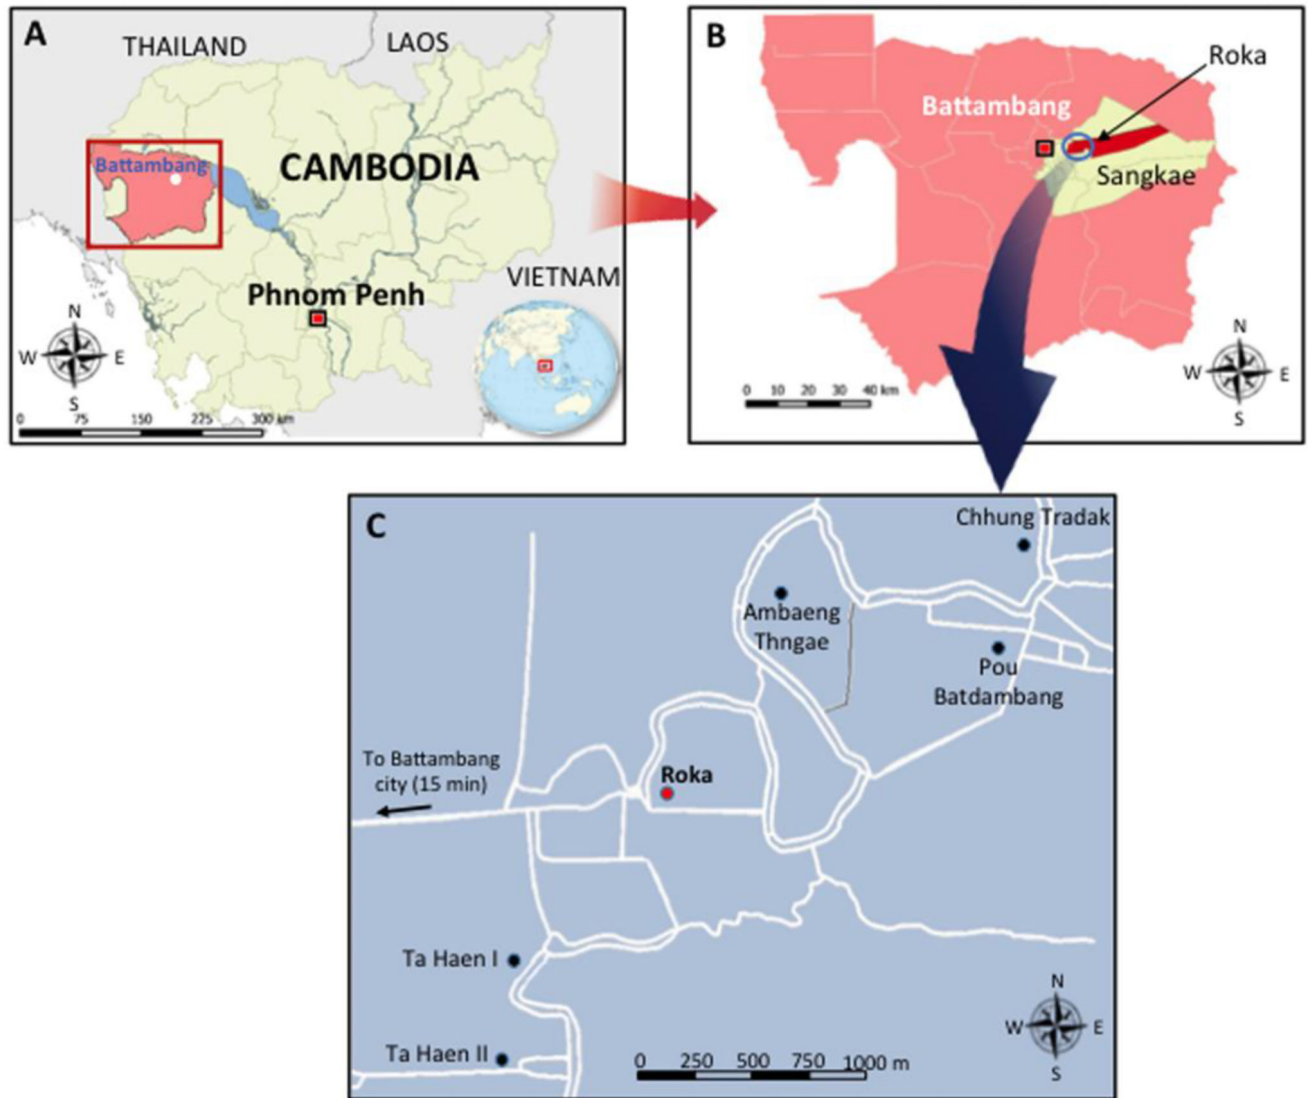 A
THAILAND
LAOS
Battambang
CAMBODIA
Phnom Penh
VIETNAM
N
W E
S
0 75 150 225 300 km
B
Roka
Battambang
Sangkae
N
W E
S
0 10 20 30 40 km
C
Chhung Tradak
Ambaeng
Thngae
Pou
Batdambang
To Battambang
city (15 min)
Roka
Ta Haen I
Ta Haen II
N
W E
S
0 250 500 750 1000 m